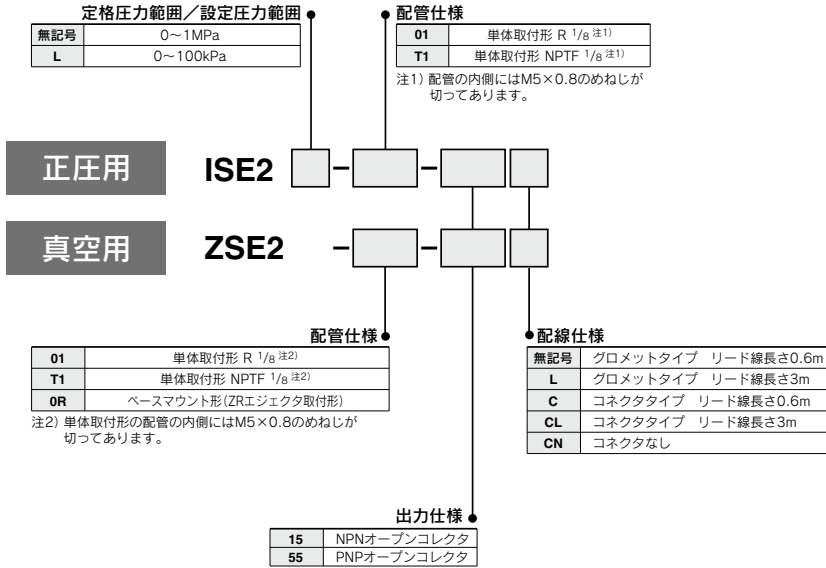 定格圧力範囲／設定圧力範囲
無記号 0〜1MPa
L 0〜100kPa
配管仕様
01 単体取付形 R 1/8 注1)
T1 単体取付形 NPTF 1/8 注1)
注1) 配管の内側にはM5×0.8のめねじが
切ってあります。
正圧用 ISE2 - -
真空用 ZSE2 - -
配管仕様
01 単体取付形 R 1/8 注2)
T1 単体取付形 NPTF 1/8 注2)
0R ベースマウント形(ZRエジェクタ取付形)
注2) 単体取付形の配管の内側にはM5×0.8のめねじが
切ってあります。
配線仕様
無記号 グロメットタイプ リード線長さ0.6m
L グロメットタイプ リード線長さ3m
C コネクタタイプ リード線長さ0.6m
CL コネクタタイプ リード線長さ3m
CN コネクタなし
出力仕様
15 NPNオープンコレクタ
55 PNPオープンコレクタ